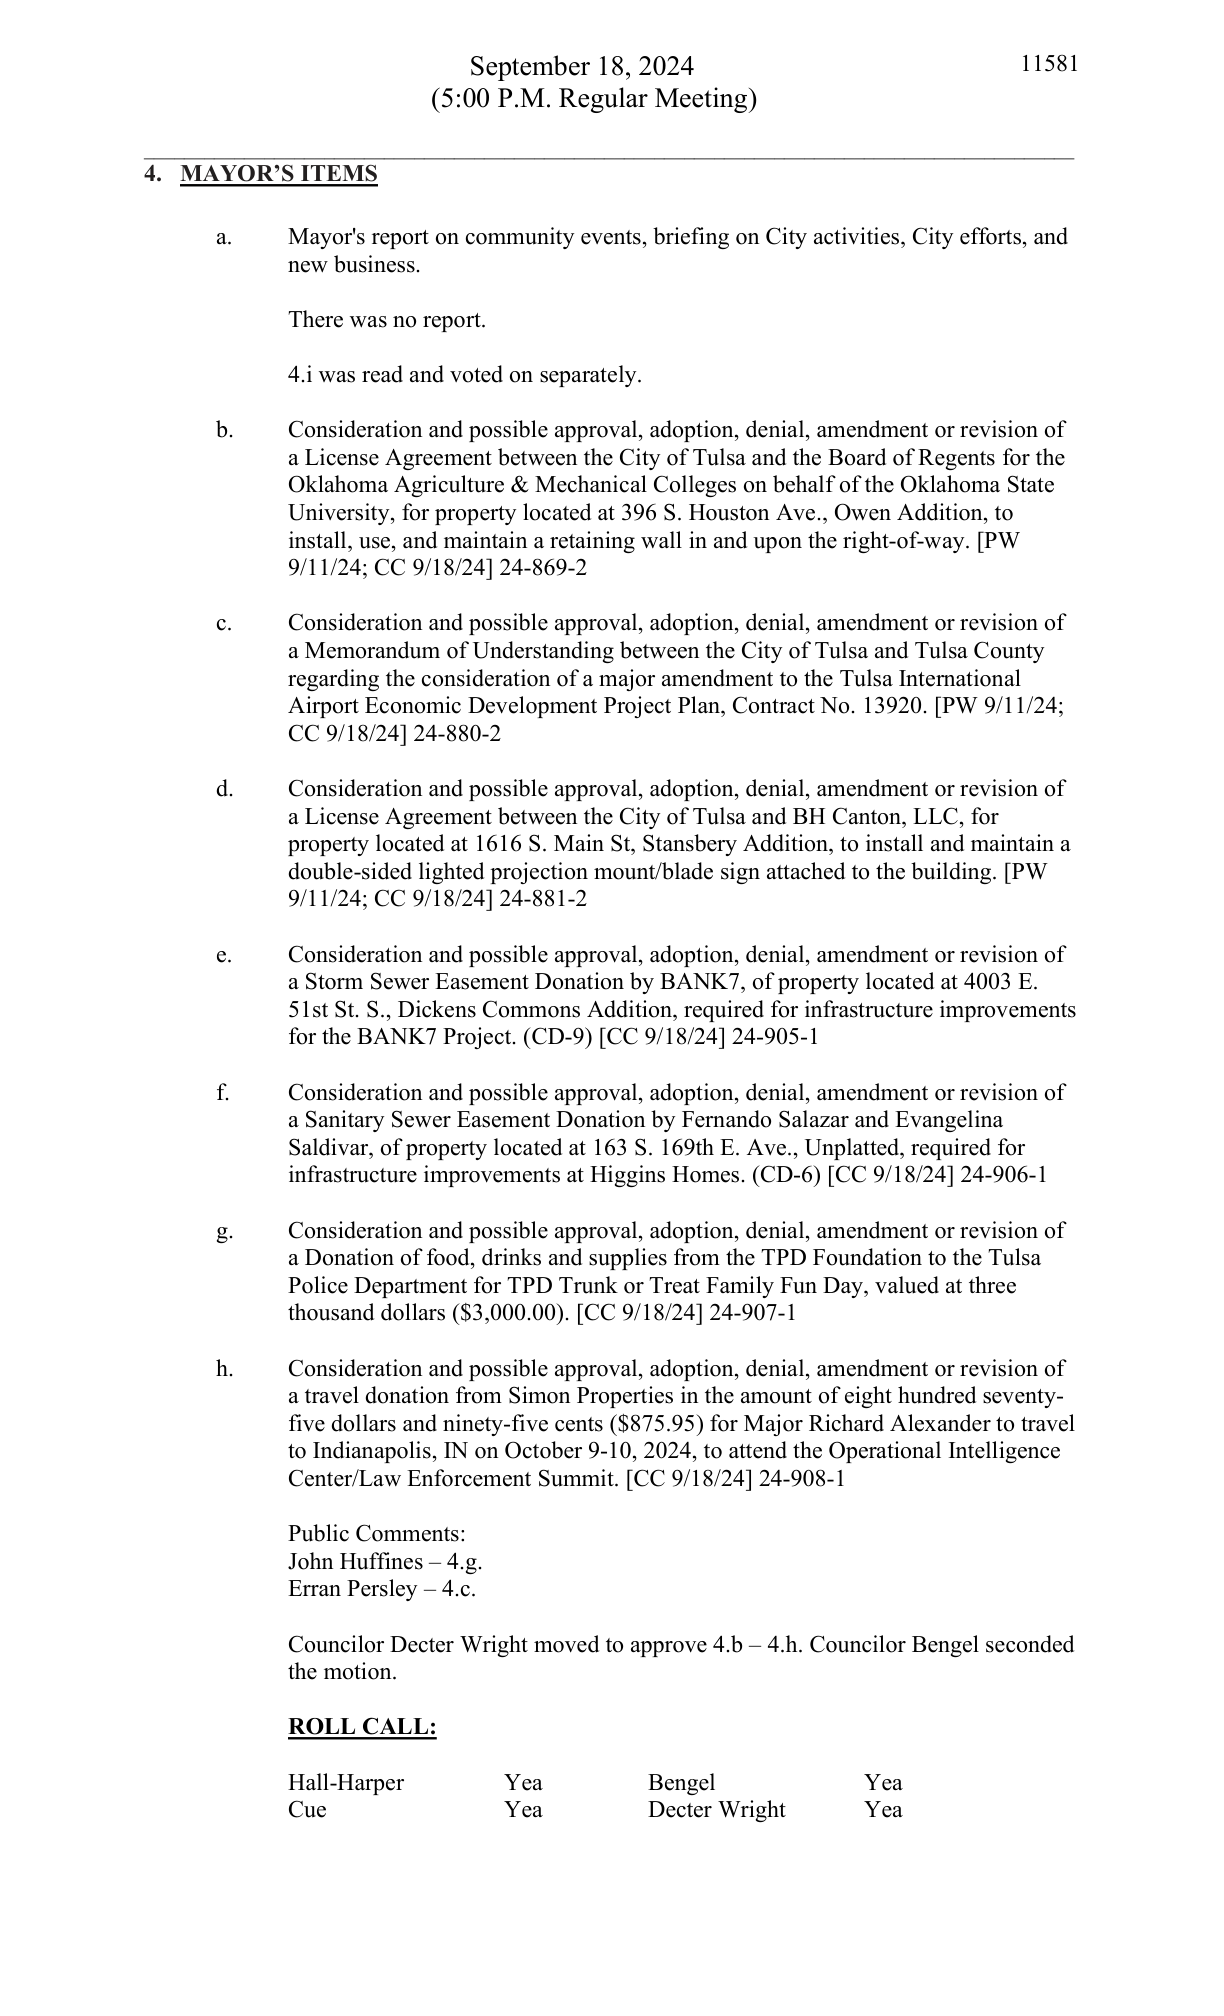 September 18, 2024
11581
(5:00 P.M. Regular Meeting)
4. MAYOR’S ITEMS
a. Mayor's report on community events, briefing on City activities, City efforts, and
new business.
There was no report.
4.i was read and voted on separately.
b. Consideration and possible approval, adoption, denial, amendment or revision of
a License Agreement between the City of Tulsa and the Board of Regents for the
Oklahoma Agriculture & Mechanical Colleges on behalf of the Oklahoma State
University, for property located at 396 S. Houston Ave., Owen Addition, to
install, use, and maintain a retaining wall in and upon the right-of-way. [PW
9/11/24; CC 9/18/24] 24-869-2
c. Consideration and possible approval, adoption, denial, amendment or revision of
a Memorandum of Understanding between the City of Tulsa and Tulsa County
regarding the consideration of a major amendment to the Tulsa International
Airport Economic Development Project Plan, Contract No. 13920. [PW 9/11/24;
CC 9/18/24] 24-880-2
d. Consideration and possible approval, adoption, denial, amendment or revision of
a License Agreement between the City of Tulsa and BH Canton, LLC, for
property located at 1616 S. Main St, Stansbery Addition, to install and maintain a
double-sided lighted projection mount/blade sign attached to the building. [PW
9/11/24; CC 9/18/24] 24-881-2
e. Consideration and possible approval, adoption, denial, amendment or revision of
a Storm Sewer Easement Donation by BANK7, of property located at 4003 E.
51st St. S., Dickens Commons Addition, required for infrastructure improvements
for the BANK7 Project. (CD-9) [CC 9/18/24] 24-905-1
f. Consideration and possible approval, adoption, denial, amendment or revision of
a Sanitary Sewer Easement Donation by Fernando Salazar and Evangelina
Saldivar, of property located at 163 S. 169th E. Ave., Unplatted, required for
infrastructure improvements at Higgins Homes. (CD-6) [CC 9/18/24] 24-906-1
g. Consideration and possible approval, adoption, denial, amendment or revision of
a Donation of food, drinks and supplies from the TPD Foundation to the Tulsa
Police Department for TPD Trunk or Treat Family Fun Day, valued at three
thousand dollars ($3,000.00). [CC 9/18/24] 24-907-1
h. Consideration and possible approval, adoption, denial, amendment or revision of
a travel donation from Simon Properties in the amount of eight hundred seventy-
five dollars and ninety-five cents ($875.95) for Major Richard Alexander to travel
to Indianapolis, IN on October 9-10, 2024, to attend the Operational Intelligence
Center/Law Enforcement Summit. [CC 9/18/24] 24-908-1
Public Comments:
John Huffines – 4.g.
Erran Persley – 4.c.
Councilor Decter Wright moved to approve 4.b – 4.h. Councilor Bengel seconded
the motion.
ROLL CALL:
Hall-Harper Yea Bengel Yea
Cue Yea Decter Wright Yea